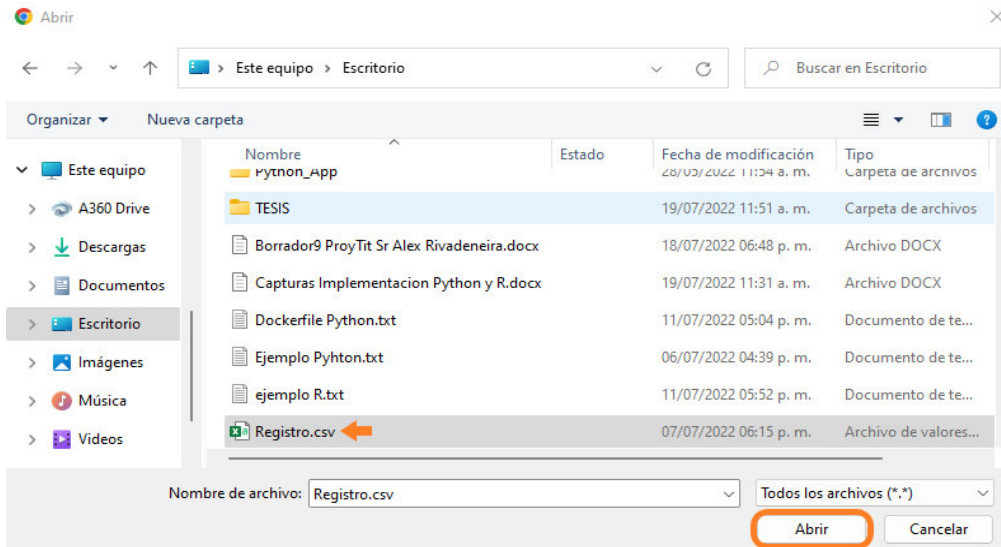 Abrir
Este equipo > Escritorio
Buscar en Escritorio
Organizar
Nueva carpeta
Nombre Estado Fecha de modificación Tipo
Python_App 28/05/2022 11:54 a. m. Carpeta de archivos
Este equipo
TESIS 19/07/2022 11:51 a. m. Carpeta de archivos
A360 Drive
Borrador9 ProyTit Sr Alex Rivadeneira.docx 18/07/2022 06:48 p. m. Archivo DOCX
Descargas
Capturas Implementacion Python y R.docx 19/07/2022 11:31 a. m. Archivo DOCX
Documentos
Dockerfile Python.txt 11/07/2022 05:04 p. m. Documento de te...
Escritorio
Ejemplo Pyhton.txt 06/07/2022 04:39 p. m. Documento de te...
Imágenes
ejemplo R.txt 11/07/2022 05:52 p. m. Documento de te...
Música
Registro.csv 07/07/2022 06:15 p. m. Archivo de valores...
Videos
Nombre de archivo: Registro.csv
Todos los archivos (*.*)
Abrir
Cancelar